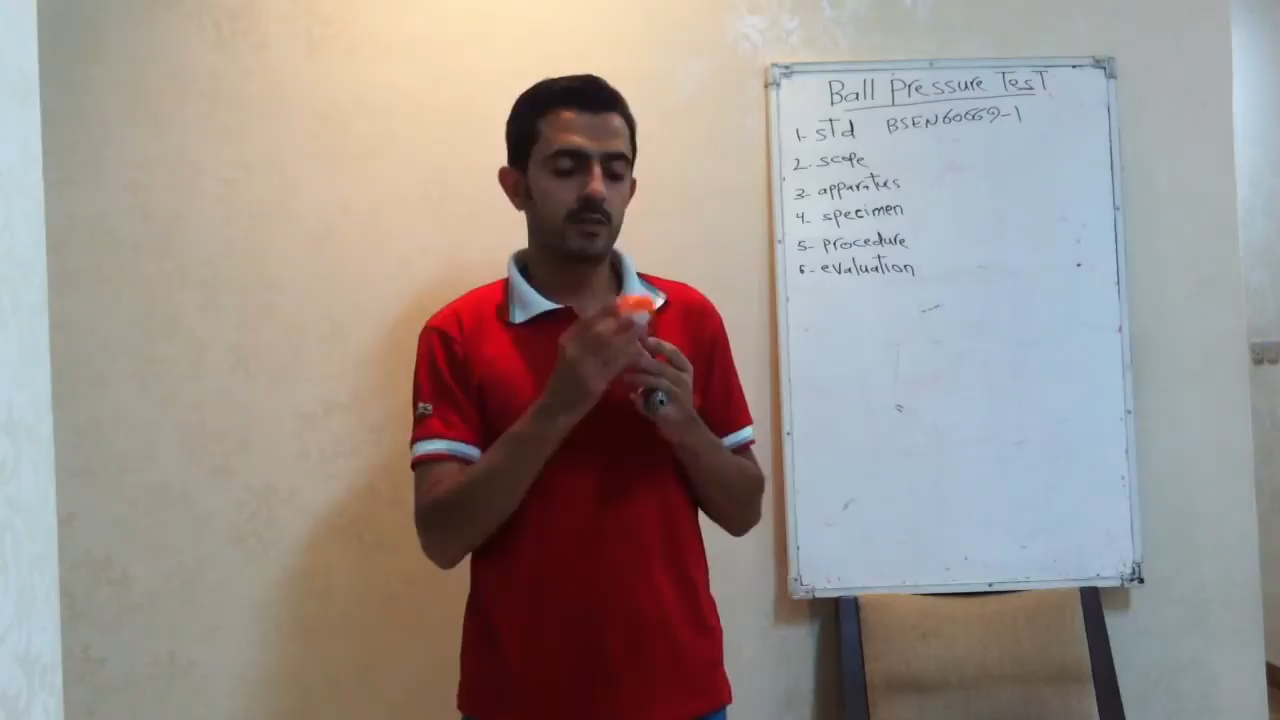 Ball Pressure Test
1- std BSEN60669-1
2- scope
3- apparatus
4- specimen
5- procedure
6- evaluation